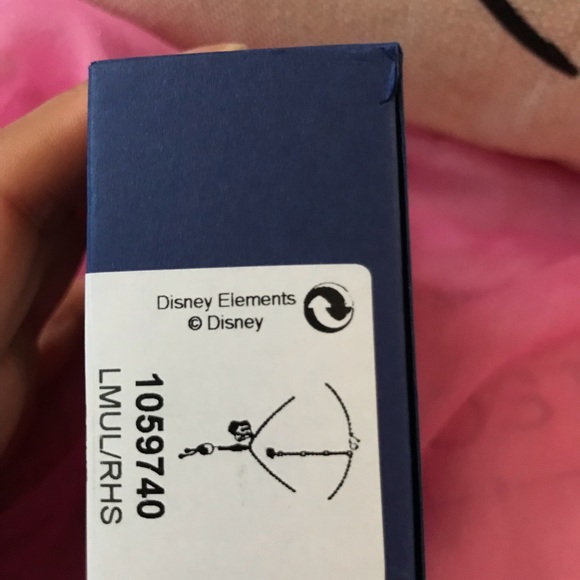 Disney Elements
© Disney
1059740
LMUL/RHS